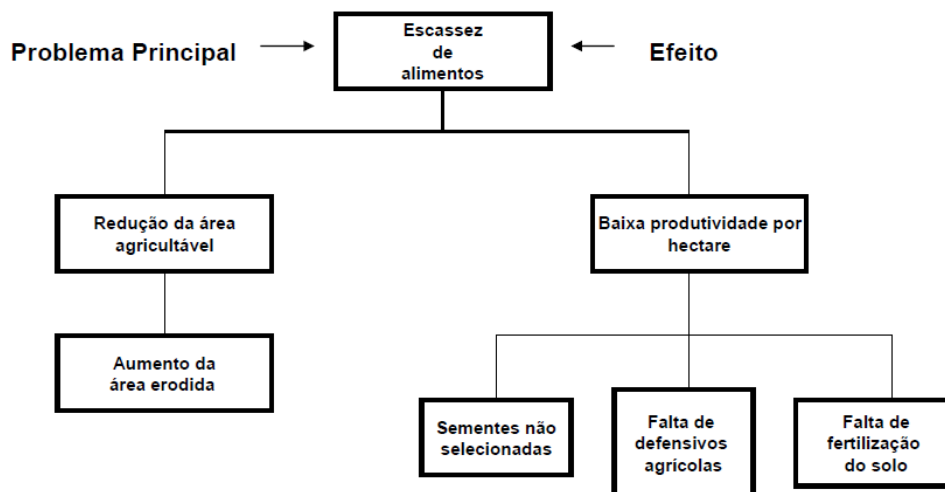 Escassez
de
alimentos
Problema Principal
Efeito
Redução da área
agricultável
Baixa produtividade por
hectare
Aumento da
área erodida
Sementes não
selecionadas
Falta de
defensivos
agrícolas
Falta de
fertilização
do solo